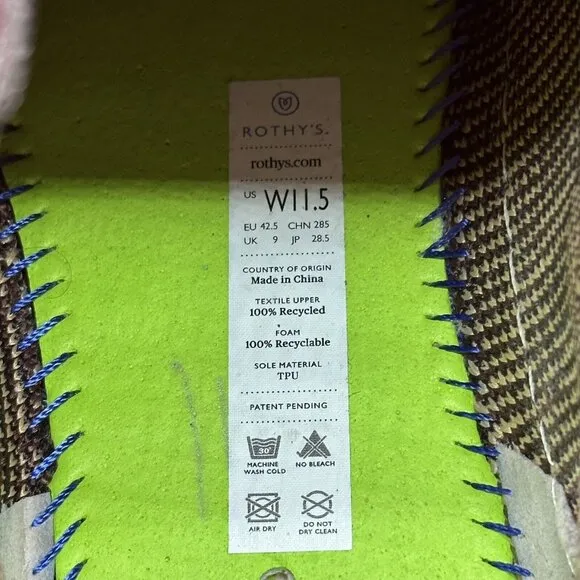 ROTHY'S.
rothys.com
US W11.5
EU 42.5 CHN 285
UK 9 JP 28.5
COUNTRY OF ORIGIN
Made in China
TEXTILE UPPER
100% Recycled
FOAM
100% Recyclable
SOLE MATERIAL
TPU
PATENT PENDING
30°
MACHINE WASH COLD
NO BLEACH
AIR DRY
DO NOT DRY CLEAN